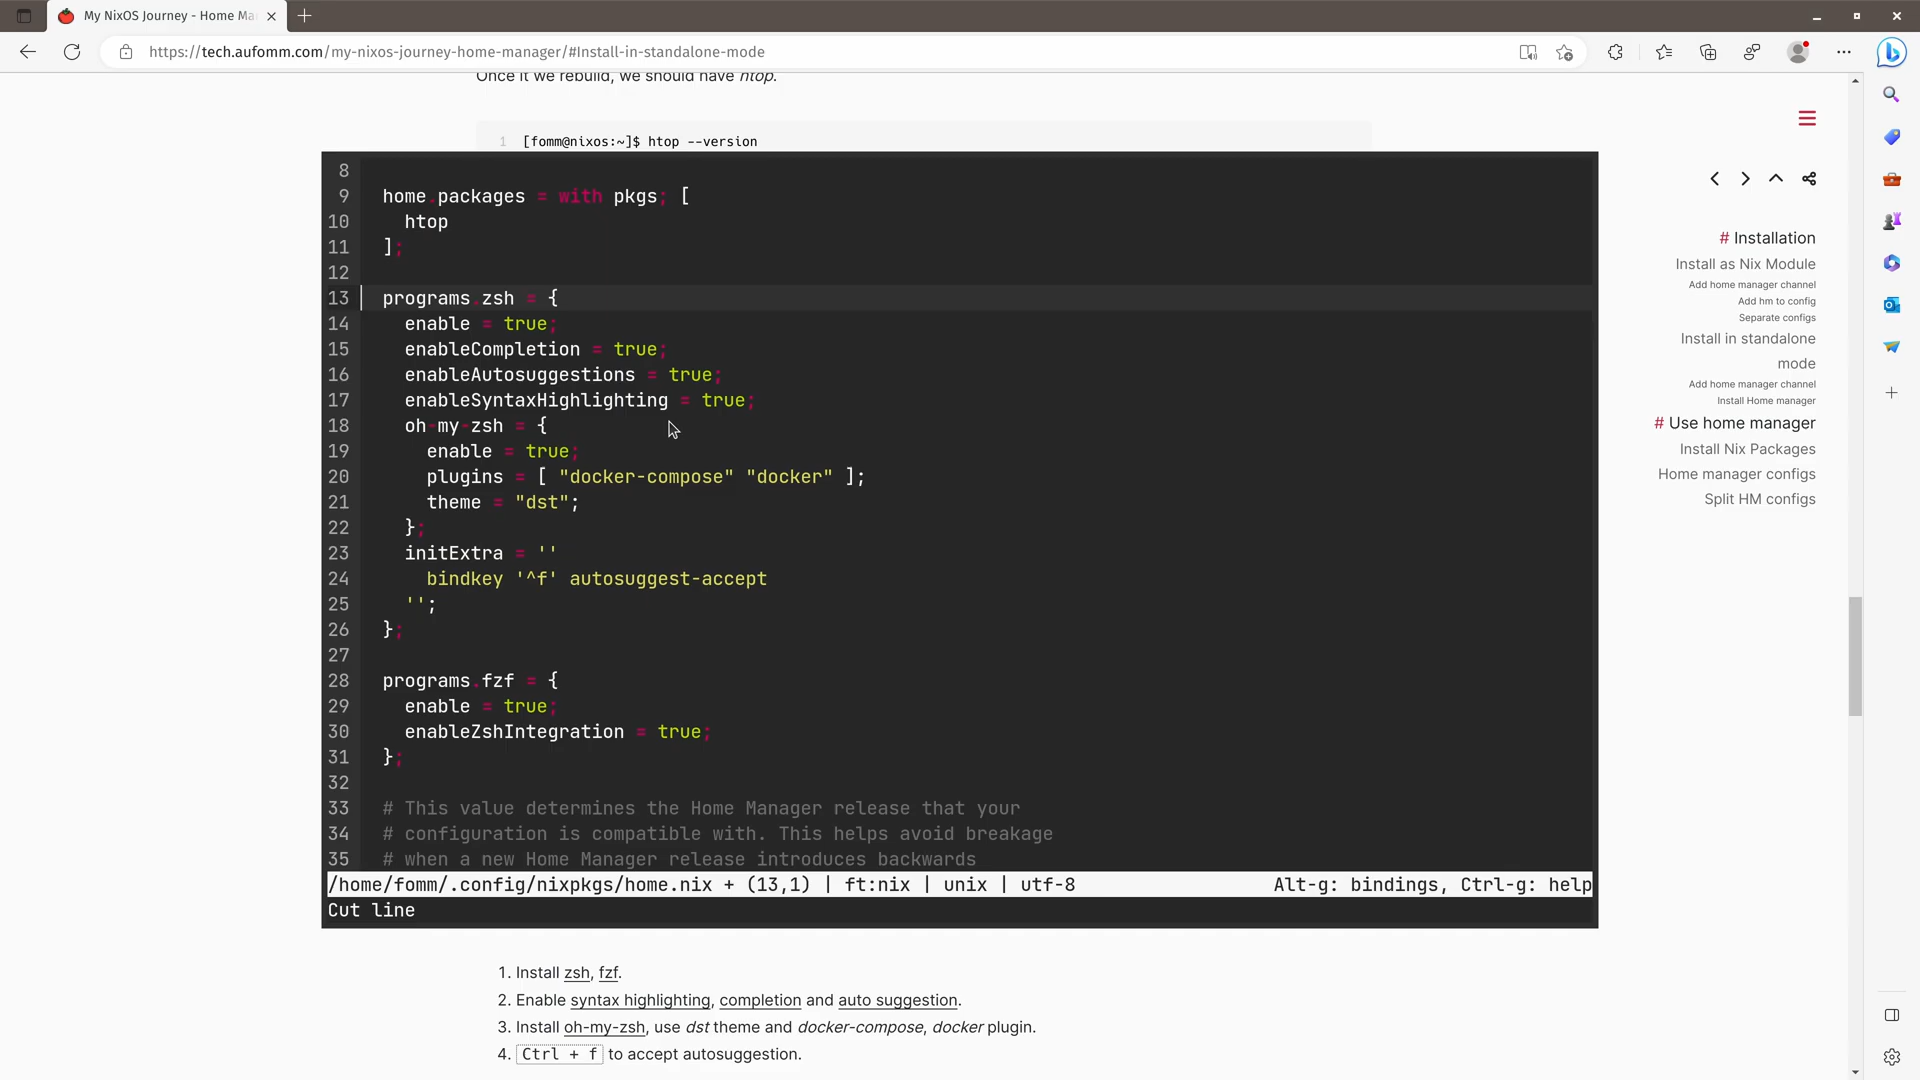 My NixOS Journey - Home Ma
https://tech.aufomm.com/my-nixos-journey-home-manager/#Install-in-standalone-mode
Once it we rebuild, we should have htop.
1 [fomm@nixos:~]$ htop --version
8
9 home.packages = with pkgs; [
10 htop
11 ];
12
13 programs.zsh = {
14 enable = true;
15 enableCompletion = true;
16 enableAutosuggestions = true;
17 enableSyntaxHighlighting = true;
18 oh-my-zsh = {
19 enable = true;
20 plugins = [ "docker-compose" "docker" ];
21 theme = "dst";
22 };
23 initExtra = ''
24 bindkey '^f' autosuggest-accept
25 '';
26 };
27
28 programs.fzf = {
29 enable = true;
30 enableZshIntegration = true;
31 };
32
33 # This value determines the Home Manager release that your
34 # configuration is compatible with. This helps avoid breakage
35 # when a new Home Manager release introduces backwards
/home/fomm/.config/nixpkgs/home.nix + (13,1) | ft:nix | unix | utf-8 Alt-g: bindings, Ctrl-g: help
Cut line
1. Install zsh, fzf.
2. Enable syntax highlighting, completion and auto suggestion.
3. Install oh-my-zsh, use dst theme and docker-compose, docker plugin.
4. Ctrl + f to accept autosuggestion.
# Installation
Install as Nix Module
Add home manager channel
Add hm to config
Separate configs
Install in standalone
mode
Add home manager channel
Install Home manager
# Use home manager
Install Nix Packages
Home manager configs
Split HM configs